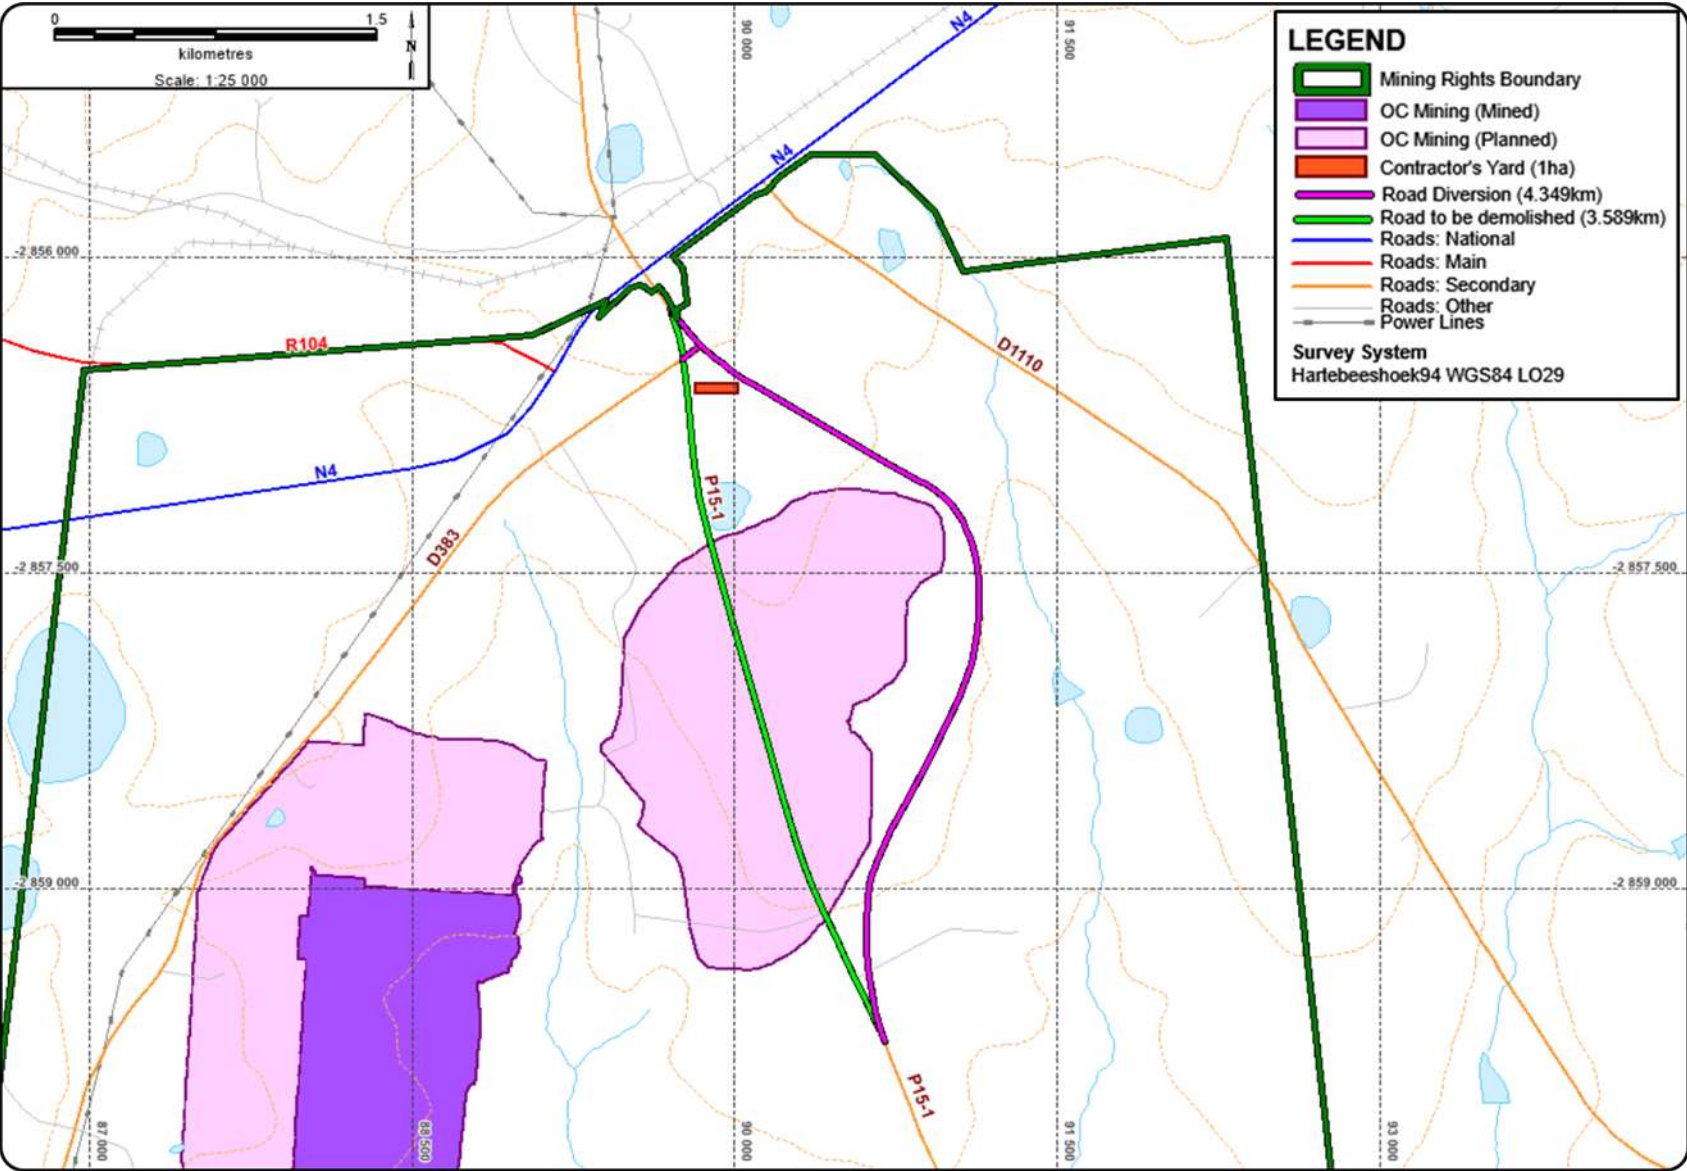 0 1.5
kilometres
Scale: 1:25 000
N
90 000
91 500
N4
LEGEND
Mining Rights Boundary
OC Mining (Mined)
OC Mining (Planned)
Contractor's Yard (1ha)
Road Diversion (4.349km)
Road to be demolished (3.589km)
Roads: National
Roads: Main
Roads: Secondary
Roads: Other
Power Lines
Survey System
Hartebeeshoek94 WGS84 LO29
N4
-2 856 000
R104
D1110
N4
P15-1
D383
-2 857 500
-2 857 500
-2 859 000
-2 859 000
P15-1
87 000
88 500
90 000
91 500
93 000